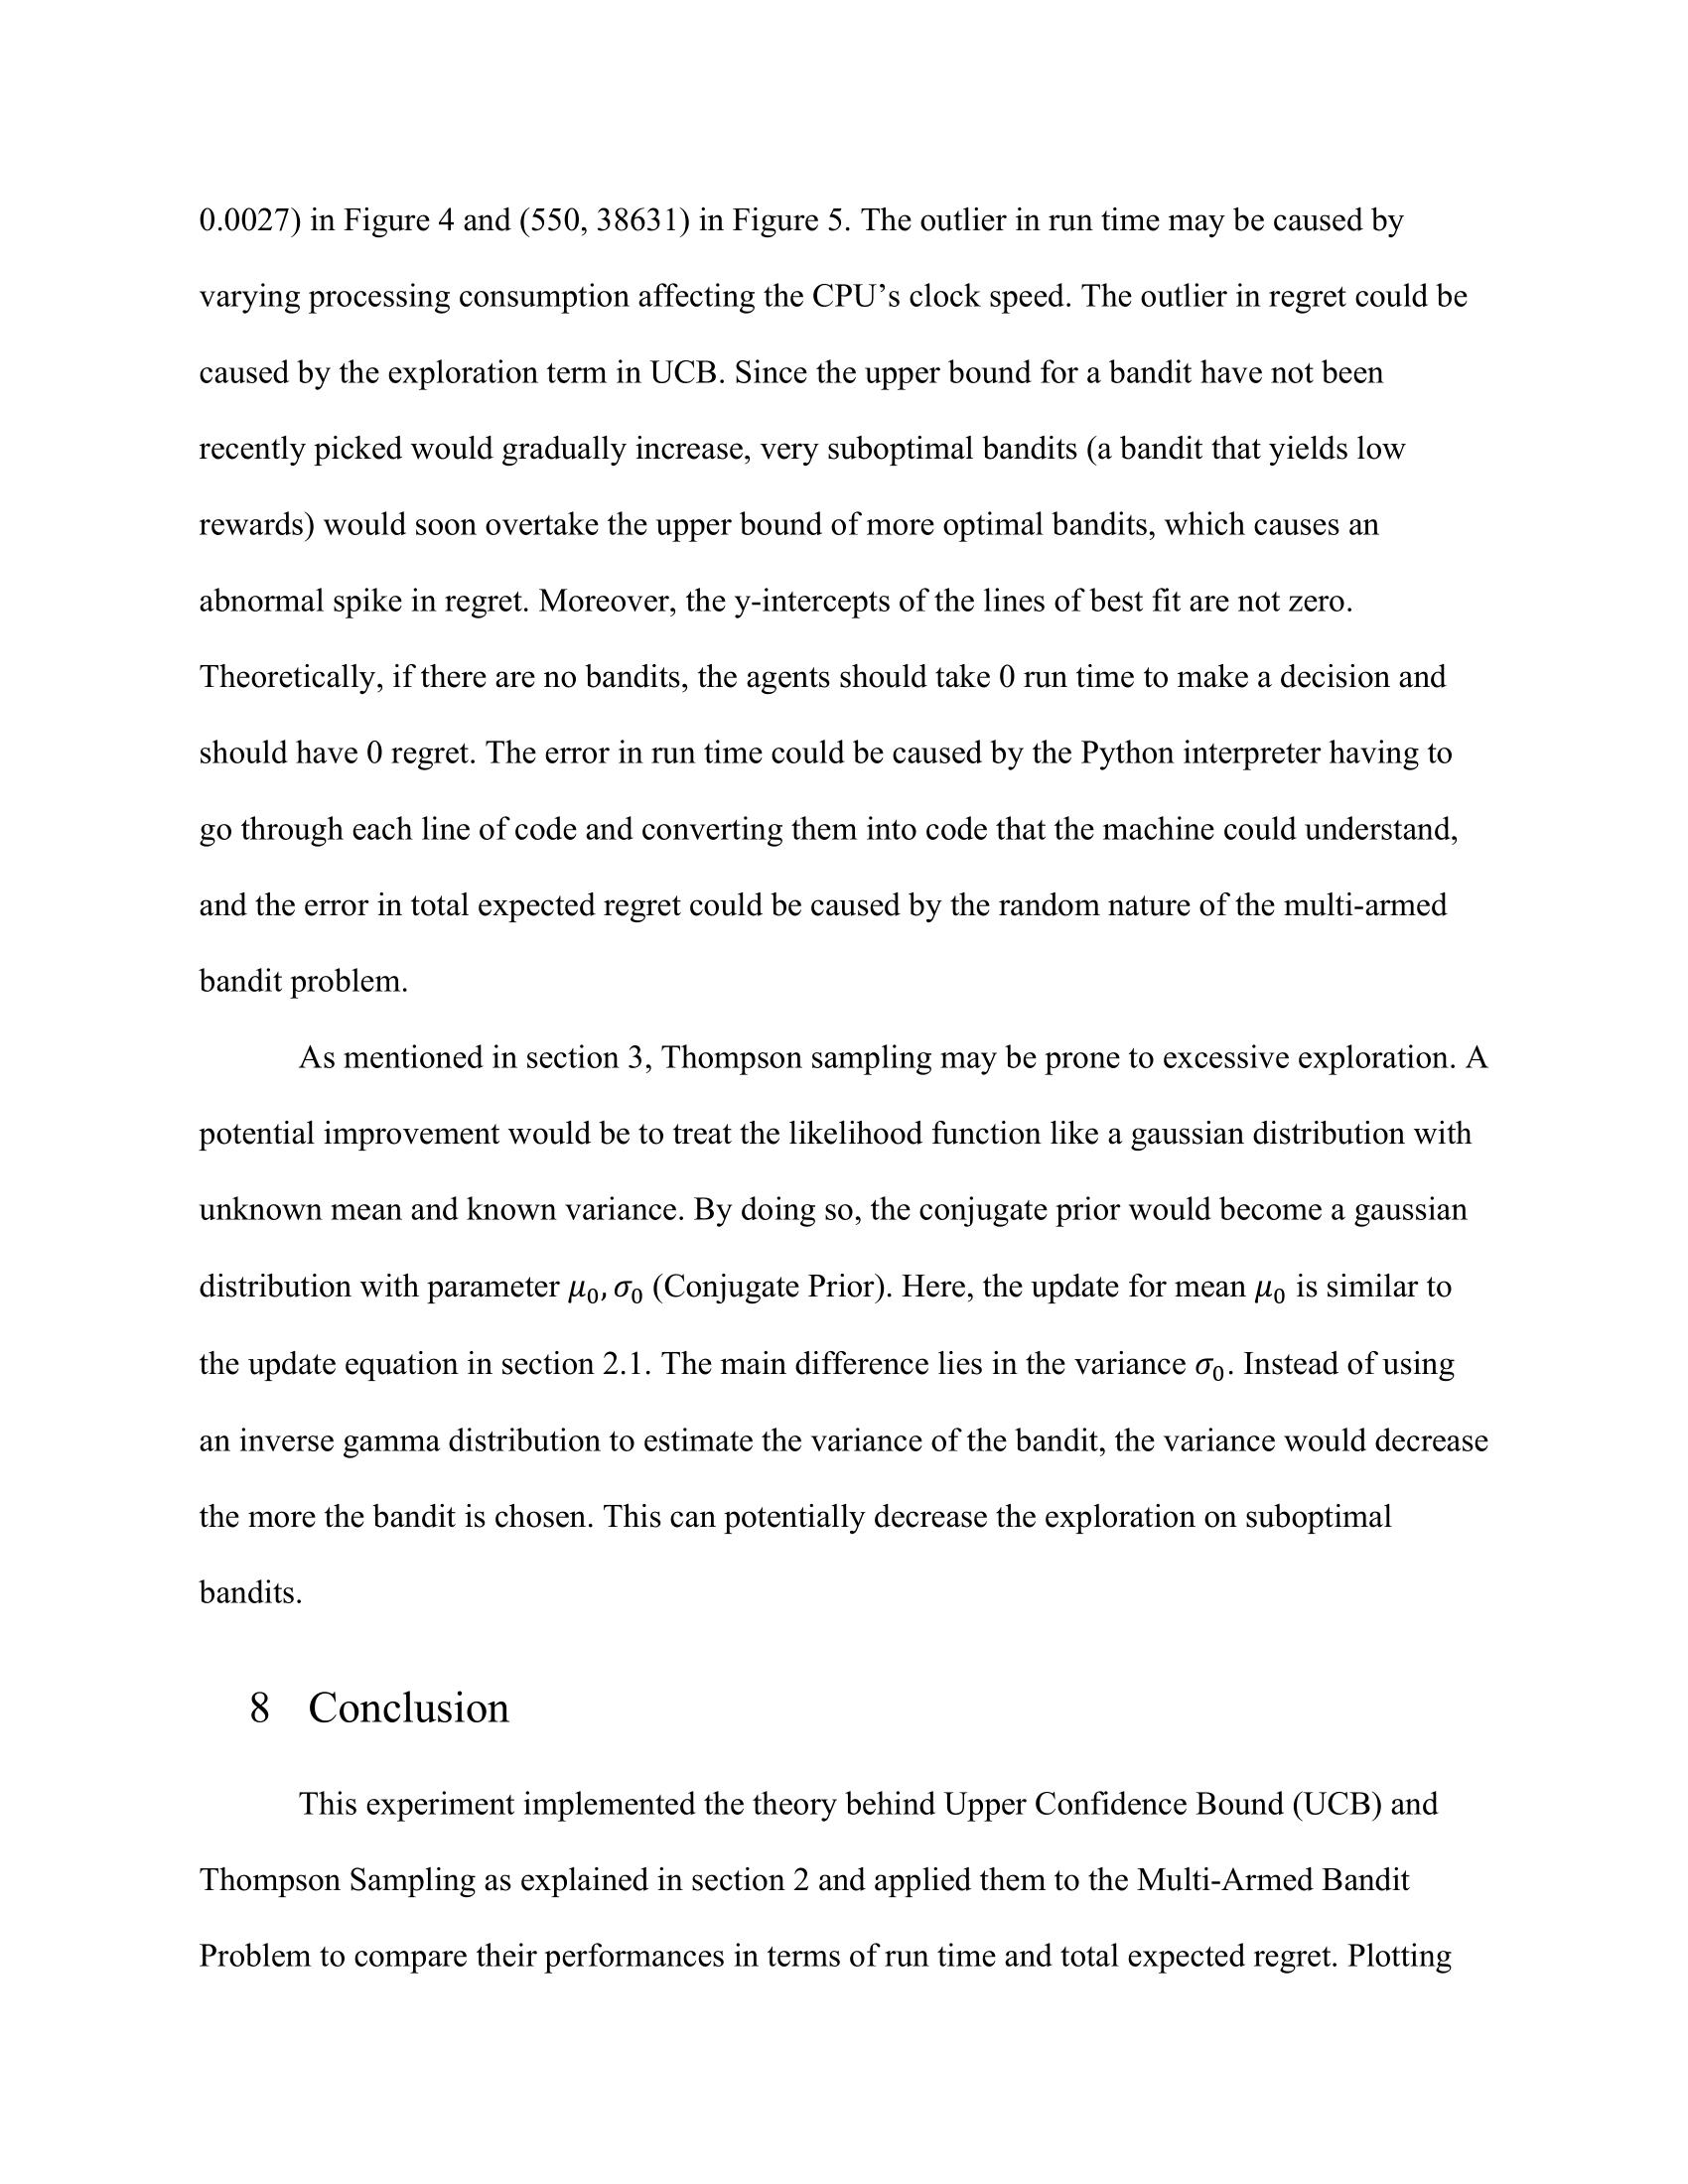 0.0027) in Figure 4 and (550, 38631) in Figure 5. The outlier in run time may be caused by
varying processing consumption affecting the CPU’s clock speed. The outlier in regret could be
caused by the exploration term in UCB. Since the upper bound for a bandit have not been
recently picked would gradually increase, very suboptimal bandits (a bandit that yields low
rewards) would soon overtake the upper bound of more optimal bandits, which causes an
abnormal spike in regret. Moreover, the y-intercepts of the lines of best fit are not zero.
Theoretically, if there are no bandits, the agents should take 0 run time to make a decision and
should have 0 regret. The error in run time could be caused by the Python interpreter having to
go through each line of code and converting them into code that the machine could understand,
and the error in total expected regret could be caused by the random nature of the multi-armed
bandit problem.
As mentioned in section 3, Thompson sampling may be prone to excessive exploration. A
potential improvement would be to treat the likelihood function like a gaussian distribution with
unknown mean and known variance. By doing so, the conjugate prior would become a gaussian
distribution with parameter μ₀, σ₀ (Conjugate Prior). Here, the update for mean μ₀ is similar to
the update equation in section 2.1. The main difference lies in the variance σ₀. Instead of using
an inverse gamma distribution to estimate the variance of the bandit, the variance would decrease
the more the bandit is chosen. This can potentially decrease the exploration on suboptimal
bandits.
8 Conclusion
This experiment implemented the theory behind Upper Confidence Bound (UCB) and
Thompson Sampling as explained in section 2 and applied them to the Multi-Armed Bandit
Problem to compare their performances in terms of run time and total expected regret. Plotting